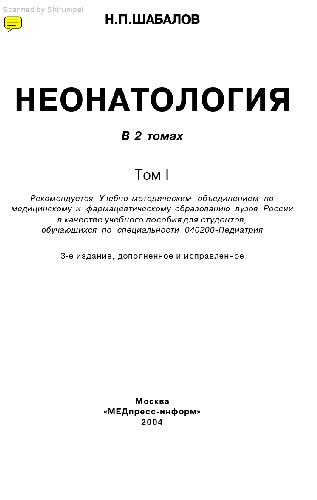 Scanned by Shtrumpel
Н.П.ШАБАЛОВ
НЕОНАТОЛОГИЯ
В 2 томах
Том I
Рекомендуется Учебно-методическим объединением по
медицинскому и фармацевтическому образованию вузов России
в качестве учебного пособия для студентов,
обучающихся по специальности 040200-Педиатрия
3-е издание, дополненное и исправленное
Москва
«МЕДпресс-информ»
2004